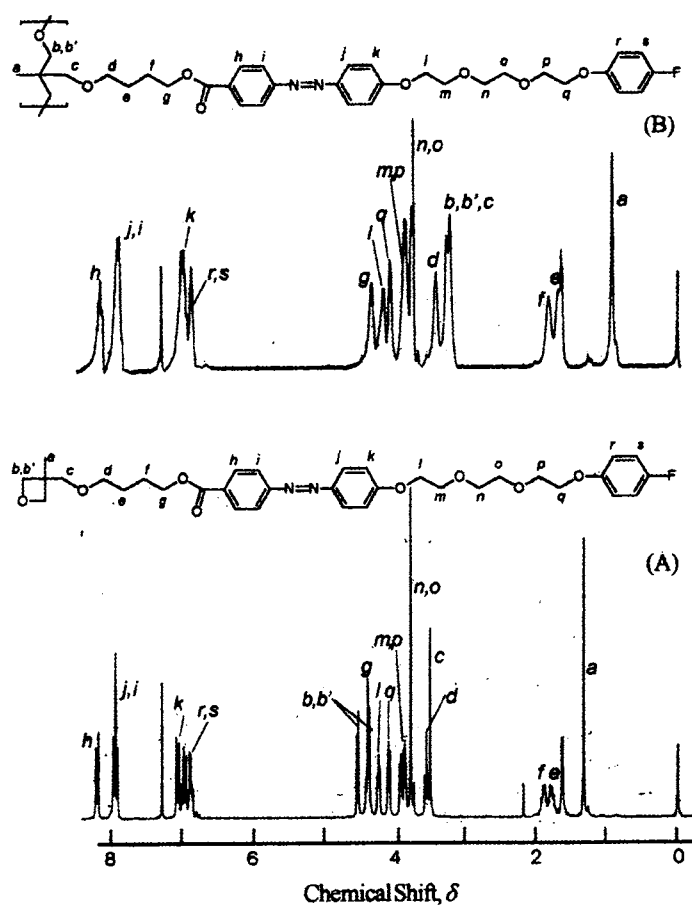 b,b'
a
c
d
e
f
g
h
i
j
k
l
m
n
o
p
q
r
s
O
O
O
O
N=N
O
O
O
O
F
(B)
n,o
m,p
k
j,i
h
r,s
q
l
g
d
b,b',c
a
f
e
a
b,b'
c
d
e
f
g
h
i
j
k
l
m
n
o
p
q
r
s
O
O
O
O
N=N
O
O
O
O
F
(A)
n,o
m,p
c
g
l
q
b,b'
d
a
j,i
k
r,s
h
f
e
8
6
4
2
0
Chemical Shift, δ